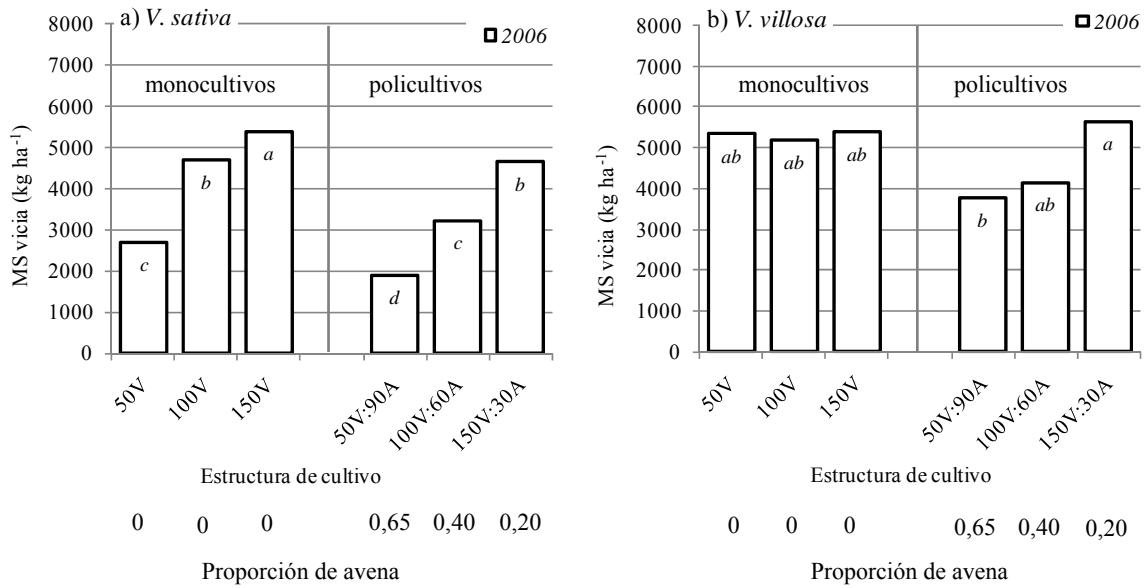 a) V. sativa
2006
monocultivos policultivos
MS vicia (kg ha-1)
8000
7000
6000
5000
4000
3000
2000
1000
0
c b a d c b
50V 100V 150V 50V:90A 100V:60A 150V:30A
Estructura de cultivo
0 0 0 0,65 0,40 0,20
Proporción de avena
b) V. villosa
2006
monocultivos policultivos
MS vicia (kg ha-1)
8000
7000
6000
5000
4000
3000
2000
1000
0
ab ab ab b ab a
50V 100V 150V 50V:90A 100V:60A 150V:30A
Estructura de cultivo
0 0 0 0,65 0,40 0,20
Proporción de avena